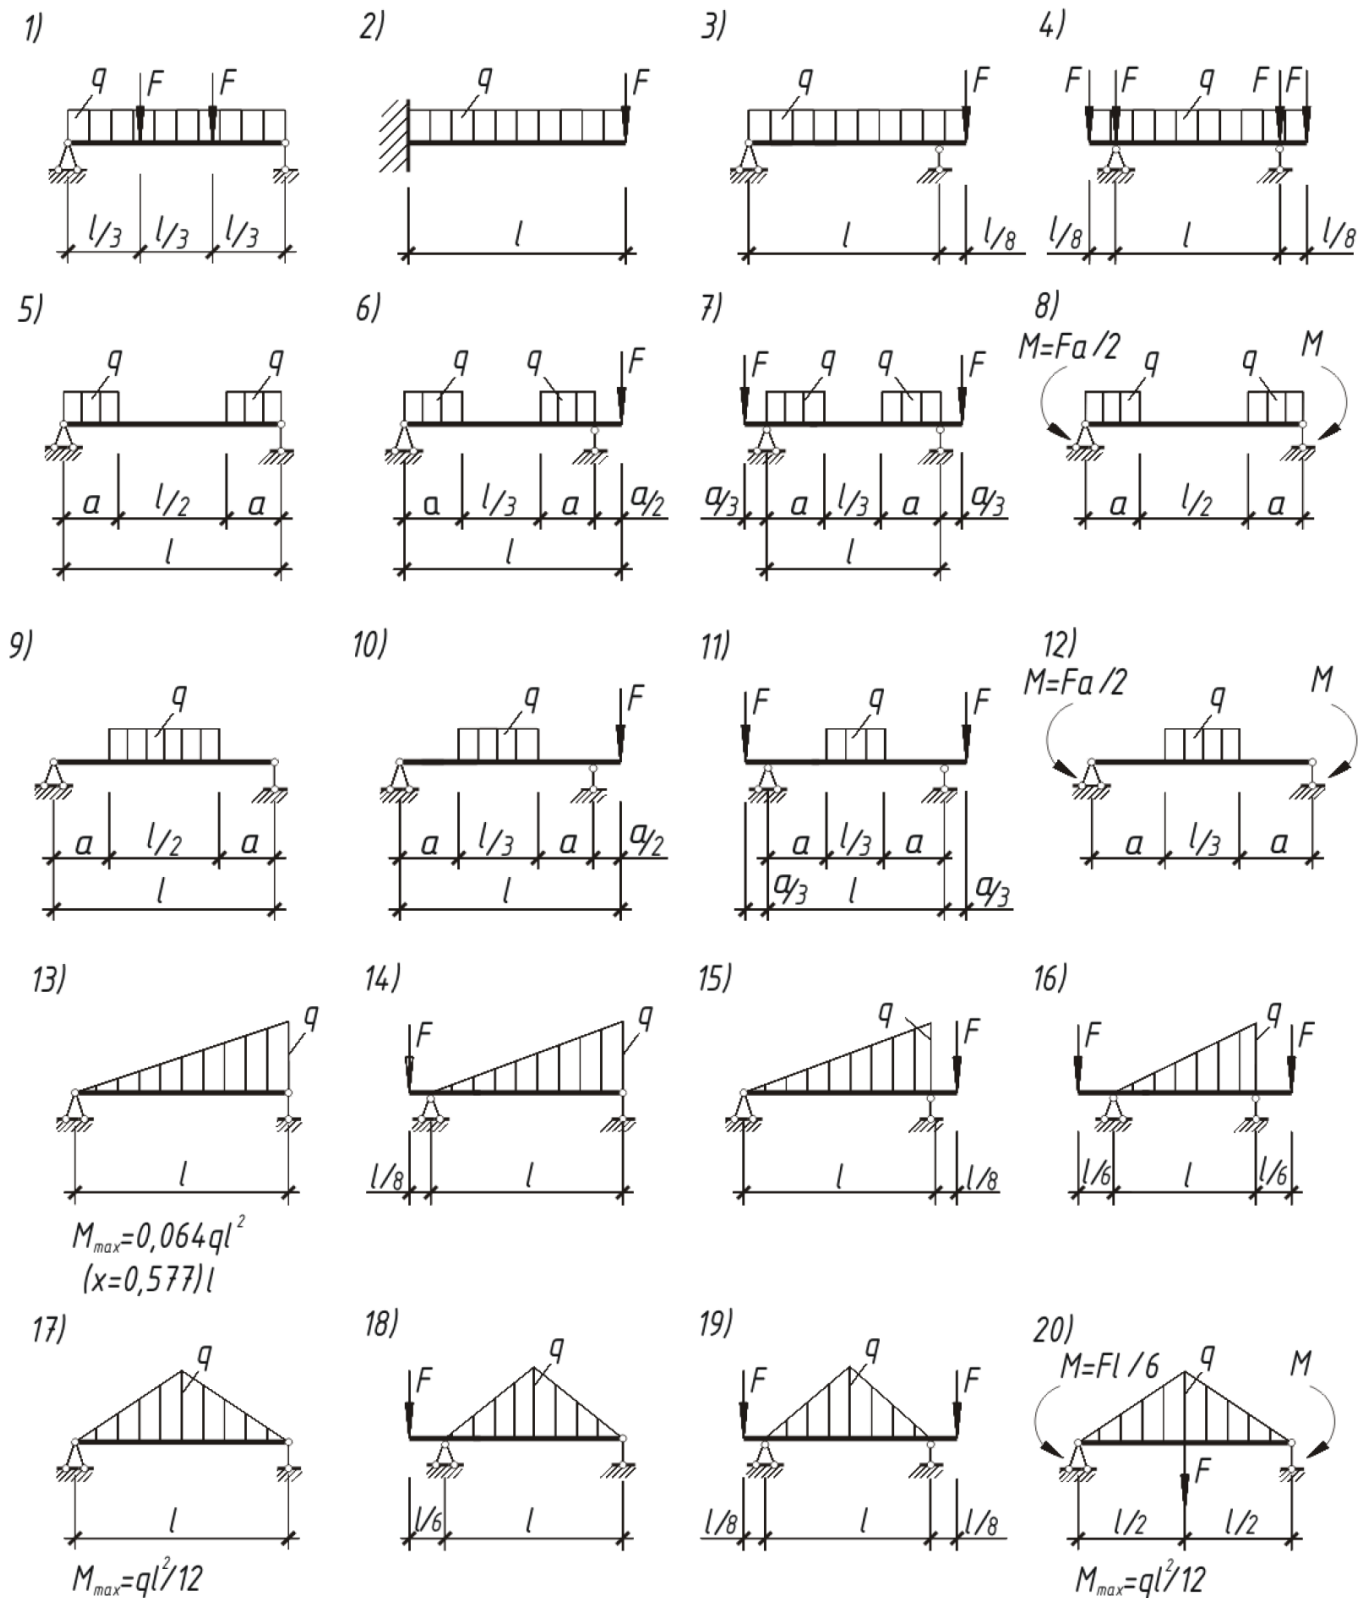 1)
q F F
l/3 l/3 l/3
2)
q F
l
3)
q F
l l/8
4)
F F q F F
l/8 l l/8
5)
q q
a l/2 a
l
6)
q q F
a l/3 a a/2
l
7)
F q q F
a/3 a l/3 a a/3
l
8)
M=Fa/2 M
q q
a l/2 a
l
9)
q
a l/2 a
l
10)
q F
a l/3 a a/2
l
11)
F q F
a l/3 a
a/3 l a/3
12)
M=Fa/2 M
q
a l/3 a
13)
q
l
M max=0,064ql²
(x=0,577)l
14)
F q
l/8 l
15)
q F
l l/8
16)
F q F
l/6 l l/6
17)
q
l
M max=ql²/12
18)
F q
l/6 l
19)
F q F
l/8 l l/8
20)
M=Fl/6 q M
F
l/2 l/2
M max=ql²/12